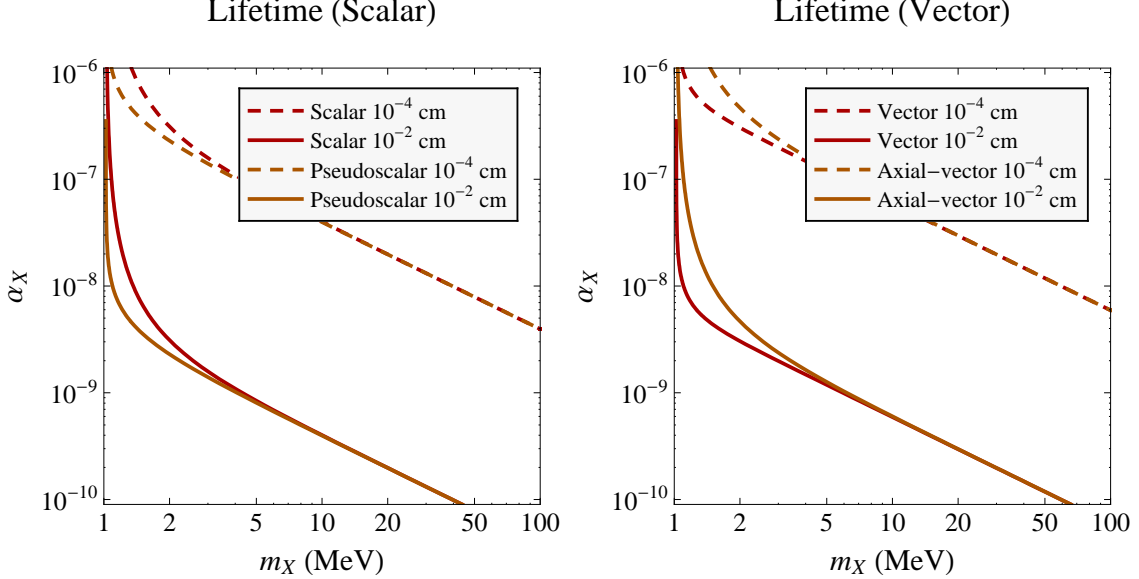 Lifetime (Scalar)
10⁻⁶
10⁻⁷
10⁻⁸
10⁻⁹
10⁻¹⁰
α_X
Scalar 10⁻⁴ cm
Scalar 10⁻² cm
Pseudoscalar 10⁻⁴ cm
Pseudoscalar 10⁻² cm
1 2 5 10 20 50 100
m_X (MeV)
Lifetime (Vector)
10⁻⁶
10⁻⁷
10⁻⁸
10⁻⁹
10⁻¹⁰
α_X
Vector 10⁻⁴ cm
Vector 10⁻² cm
Axial−vector 10⁻⁴ cm
Axial−vector 10⁻² cm
1 2 5 10 20 50 100
m_X (MeV)